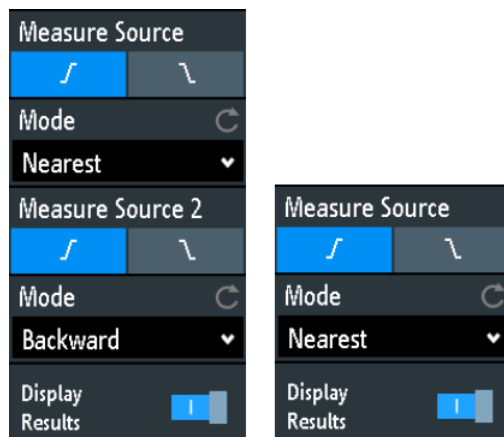 Measure Source
Mode
Nearest
Measure Source 2
Mode
Backward
Display
Results
Measure Source
Mode
Nearest
Display
Results